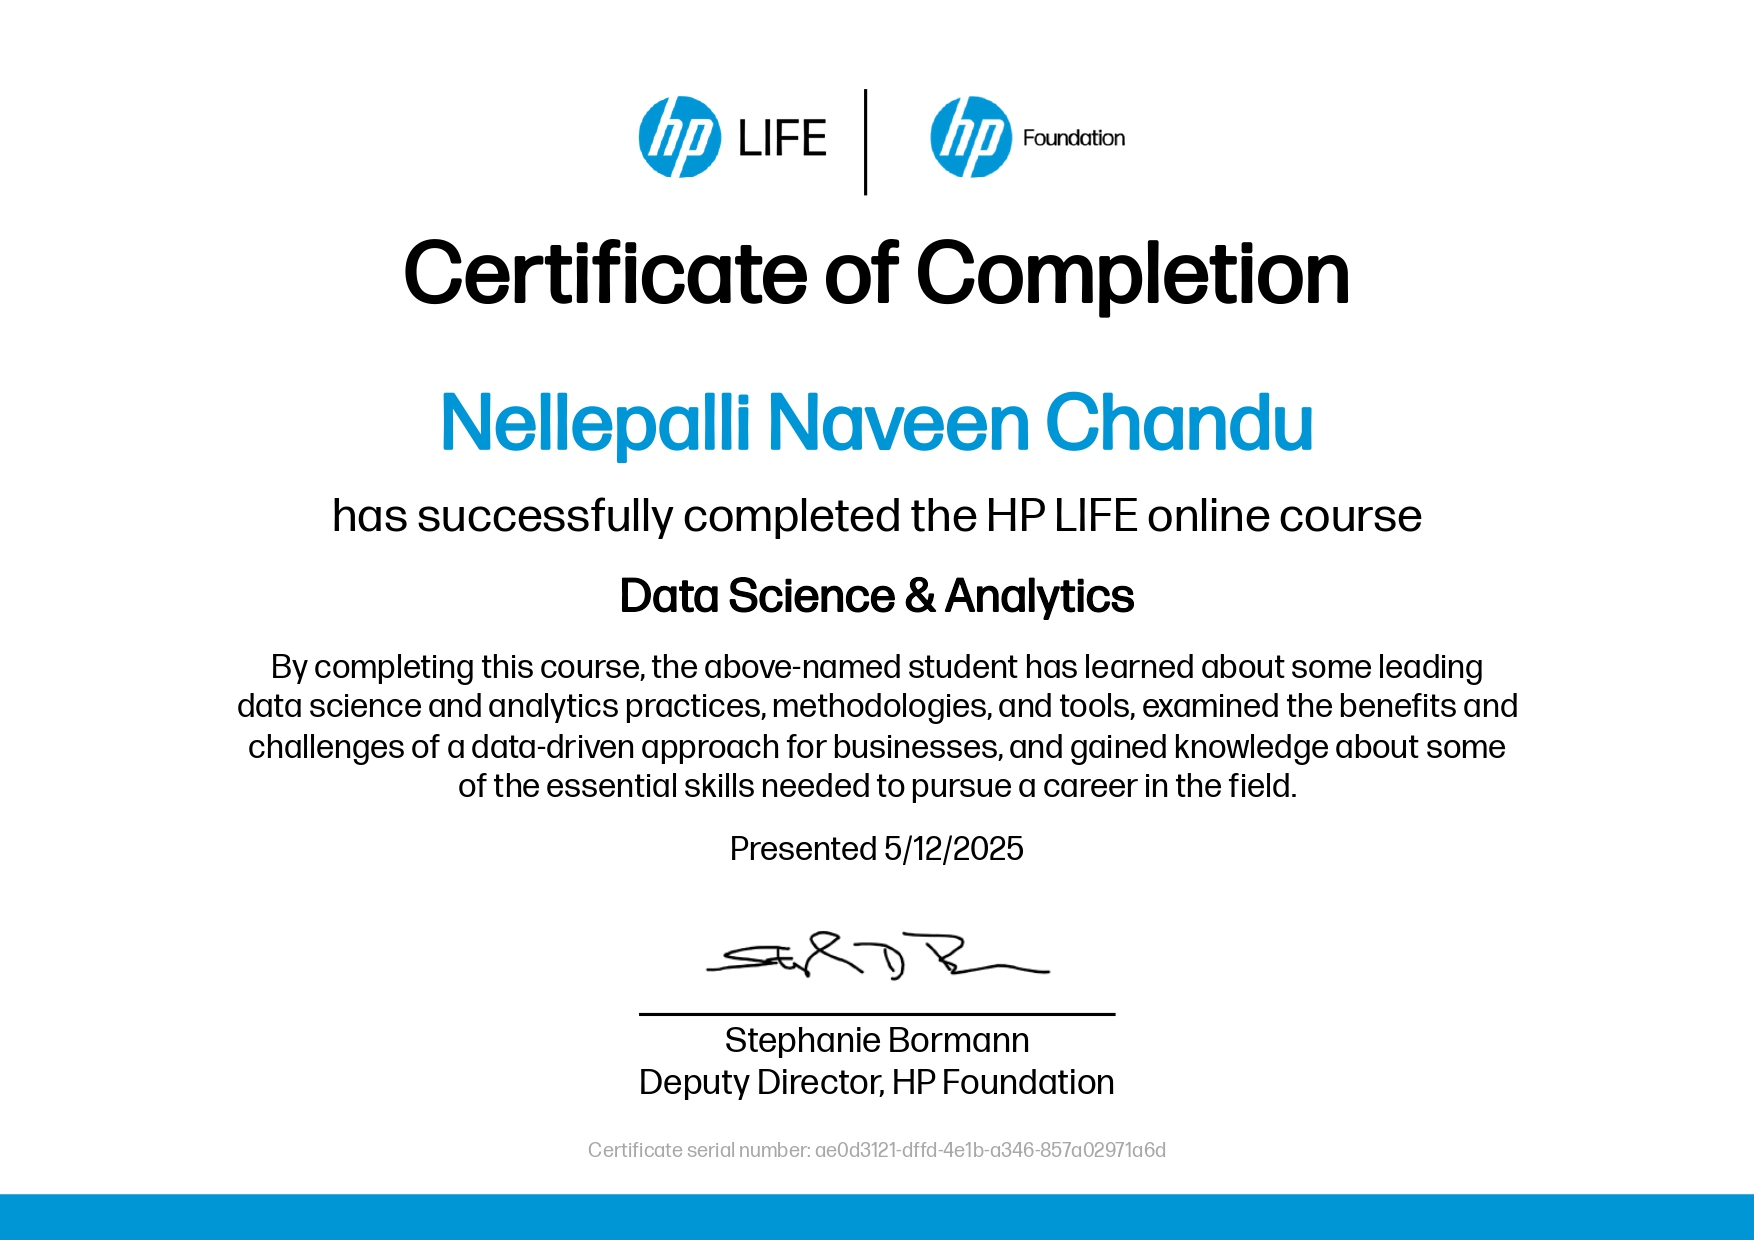 hp LIFE | hp Foundation
Certificate of Completion
Nellepalli Naveen Chandu
has successfully completed the HP LIFE online course
Data Science & Analytics
By completing this course, the above-named student has learned about some leading
data science and analytics practices, methodologies, and tools, examined the benefits and
challenges of a data-driven approach for businesses, and gained knowledge about some
of the essential skills needed to pursue a career in the field.
Presented 5/12/2025
Stephanie Bormann
Deputy Director, HP Foundation
Certificate serial number: ae0d3121-dffd-4e1b-a346-857a02971a6d